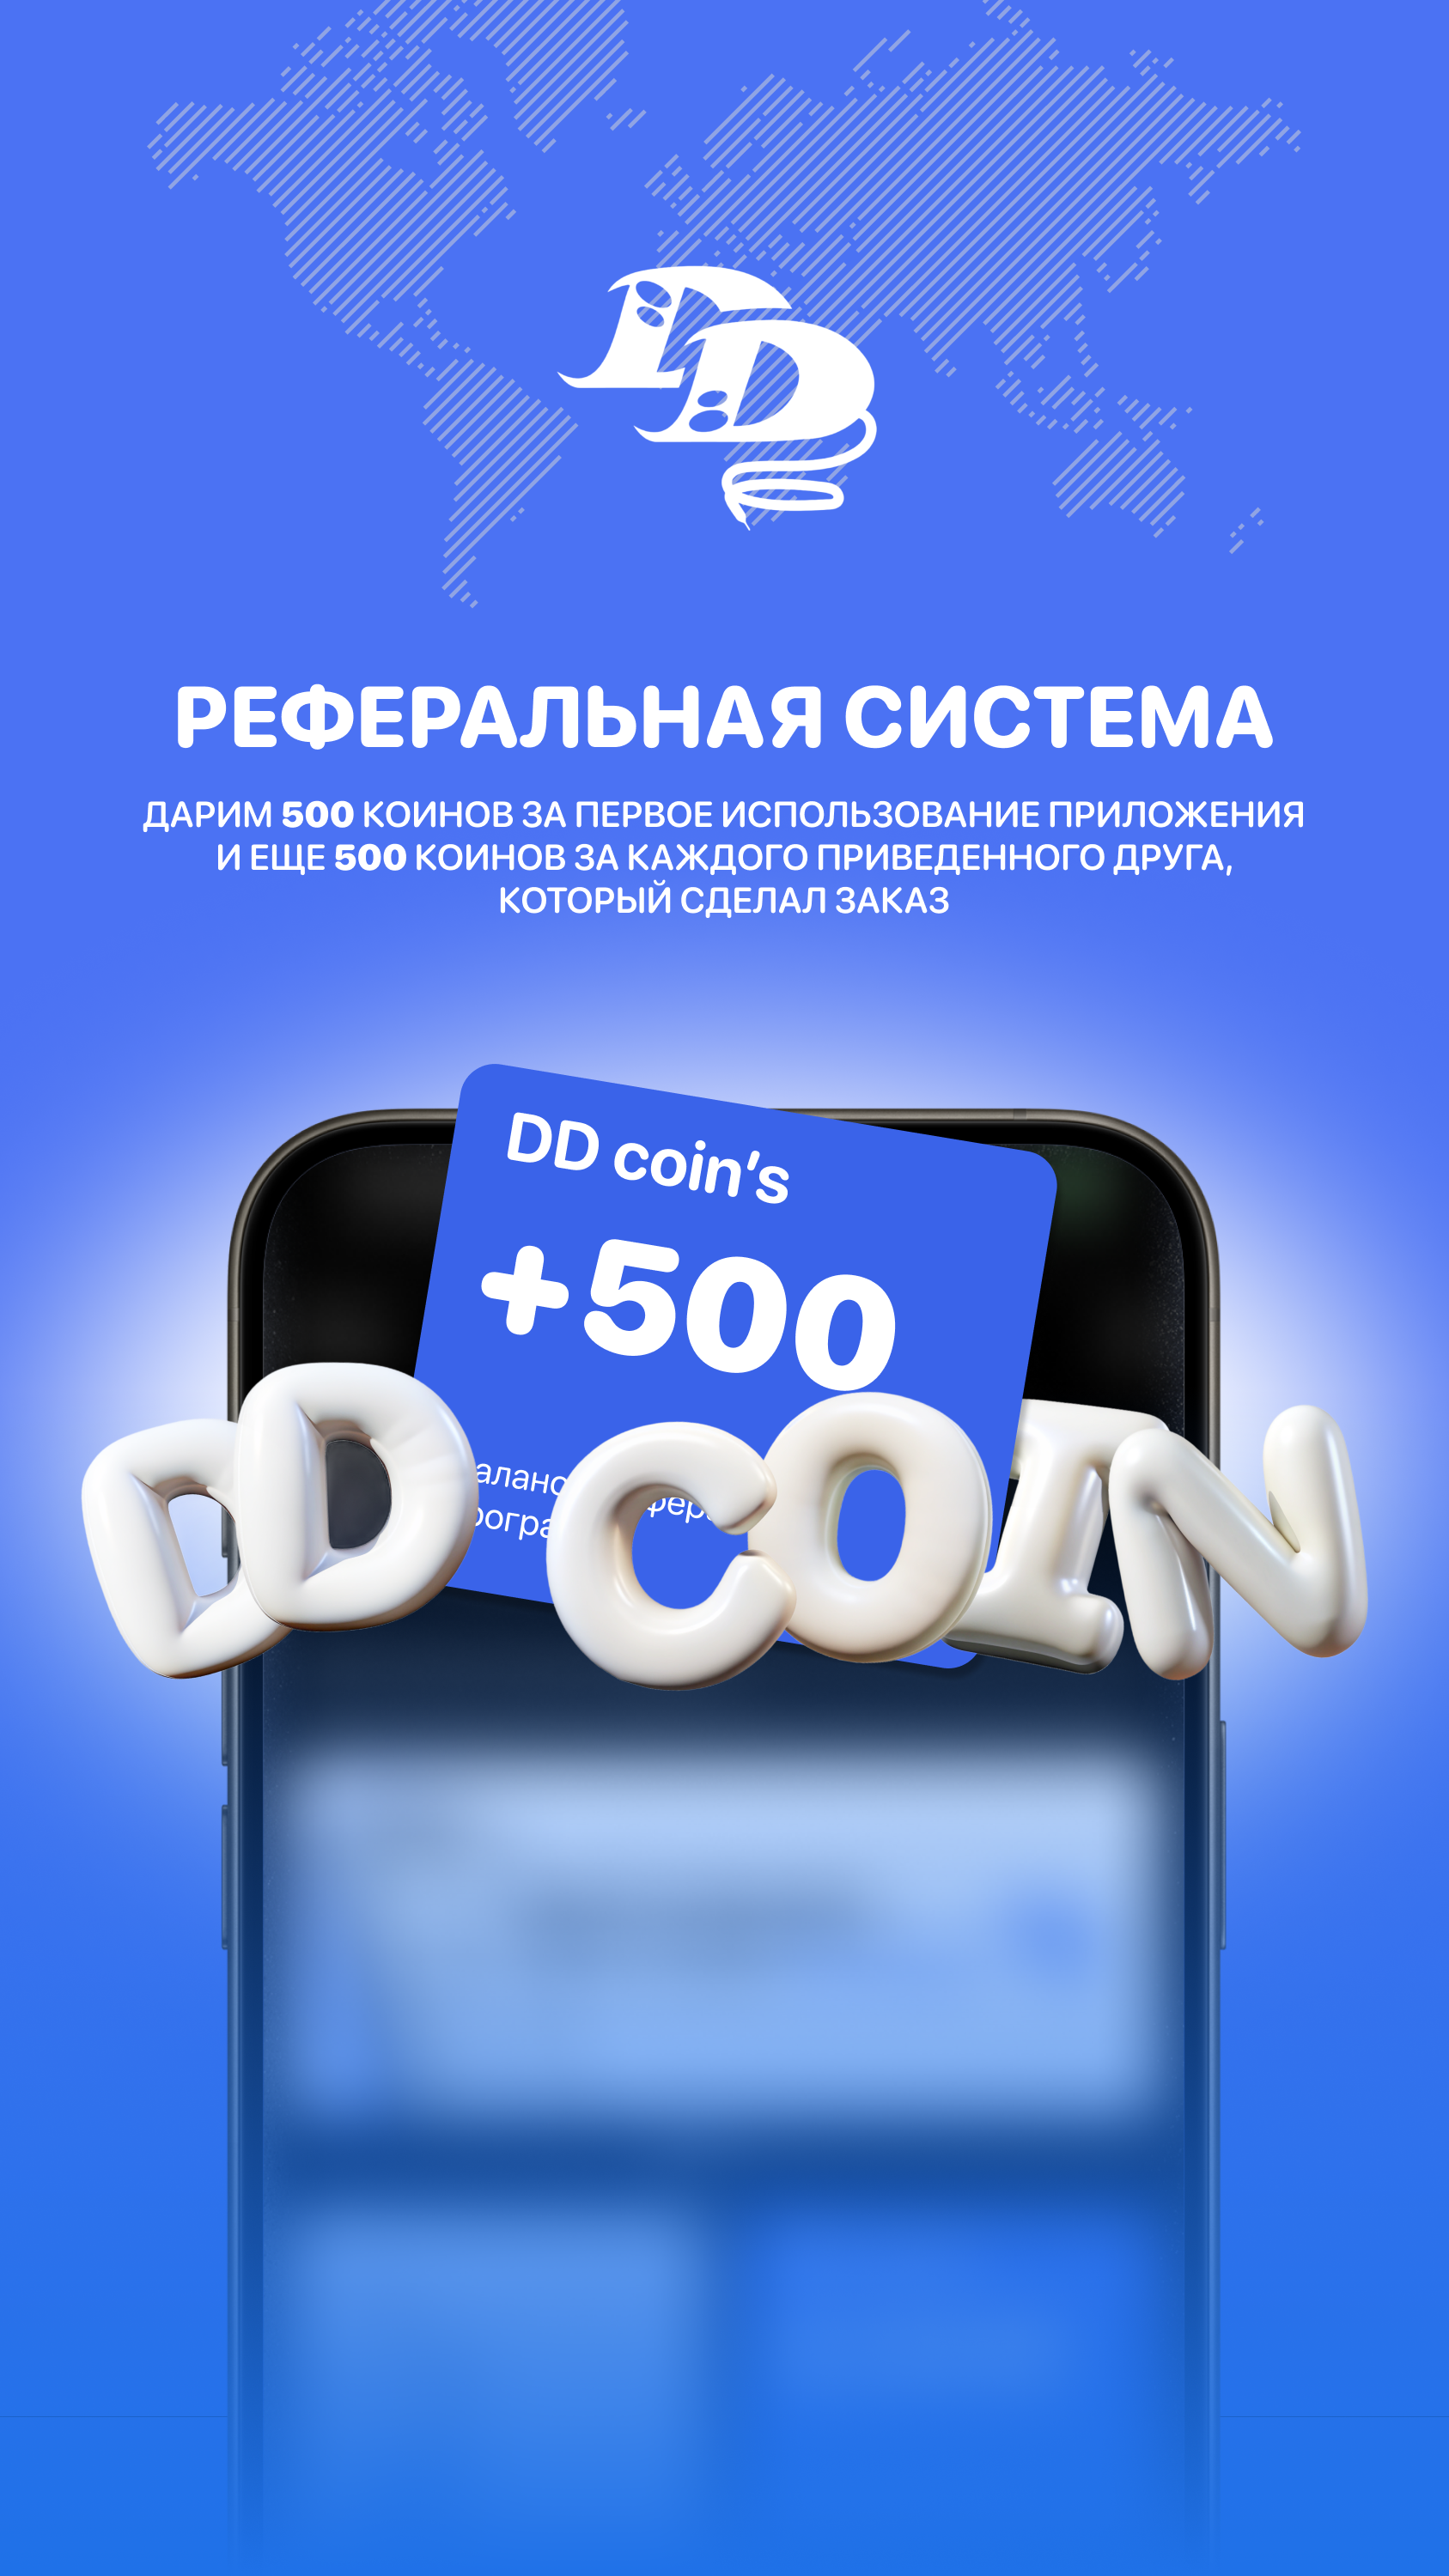 DD
РЕФЕРАЛЬНАЯ СИСТЕМА
ДАРИМ 500 КОИНОВ ЗА ПЕРВОЕ ИСПОЛЬЗОВАНИЕ ПРИЛОЖЕНИЯ
И ЕЩЕ 500 КОИНОВ ЗА КАЖДОГО ПРИВЕДЕННОГО ДРУГА,
КОТОРЫЙ СДЕЛАЛ ЗАКАЗ
DD coin's
+500
DD COIN